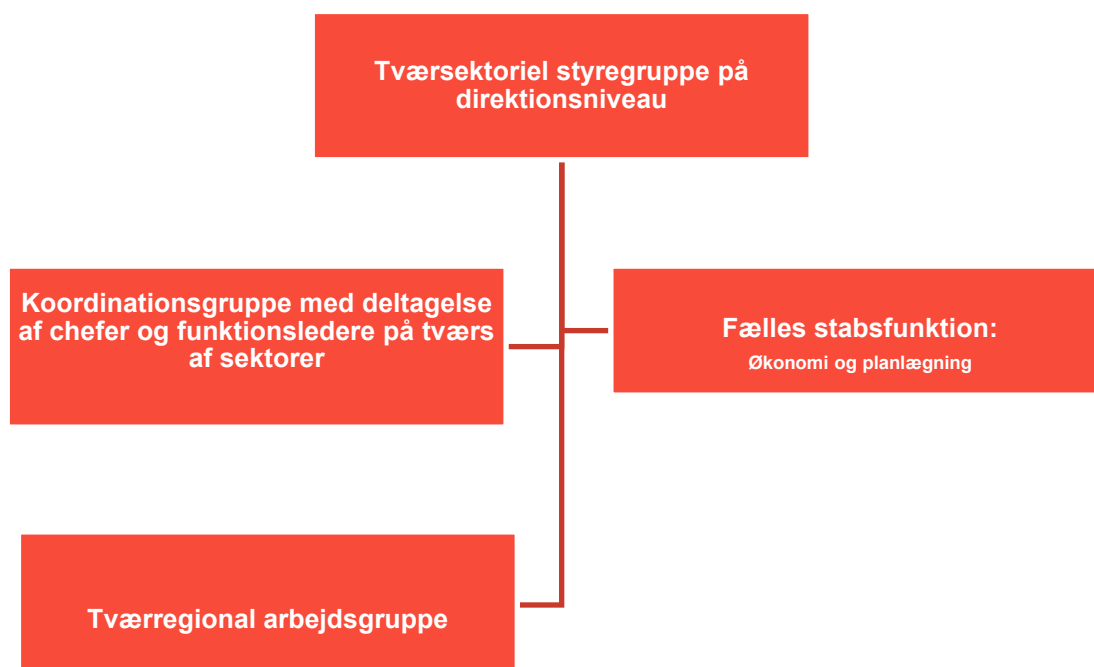 Tværsektoriel styregruppe på
direktionsniveau
Koordinationsgruppe med deltagelse
af chefer og funktionsledere på tværs
af sektorer
Fælles stabsfunktion:
Økonomi og planlægning
Tværregional arbejdsgruppe